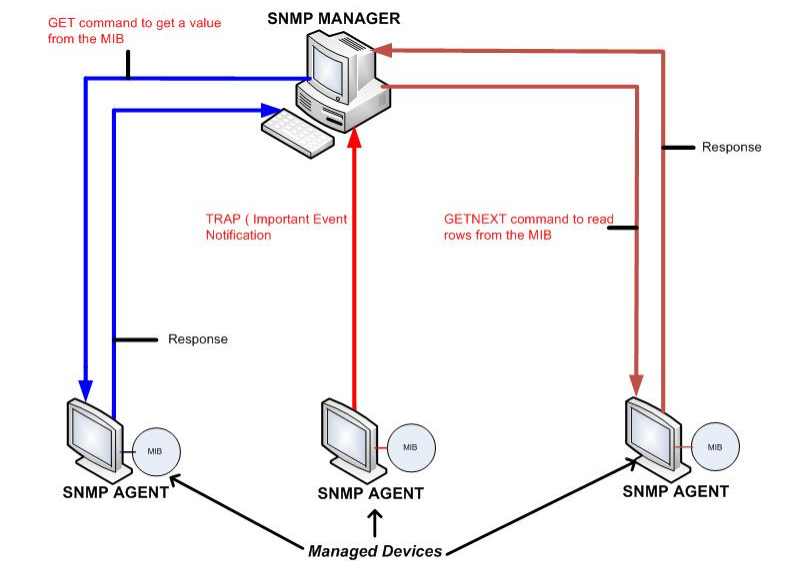 GET command to get a value
from the MIB
SNMP MANAGER
Response
TRAP ( Important Event
Notification
GETNEXT command to read
rows from the MIB
Response
MIB
MIB
MIB
SNMP AGENT
SNMP AGENT
SNMP AGENT
Managed Devices